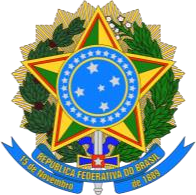 REPÚBLICA FEDERATIVA DO BRASIL
15 de Novembro de 1889